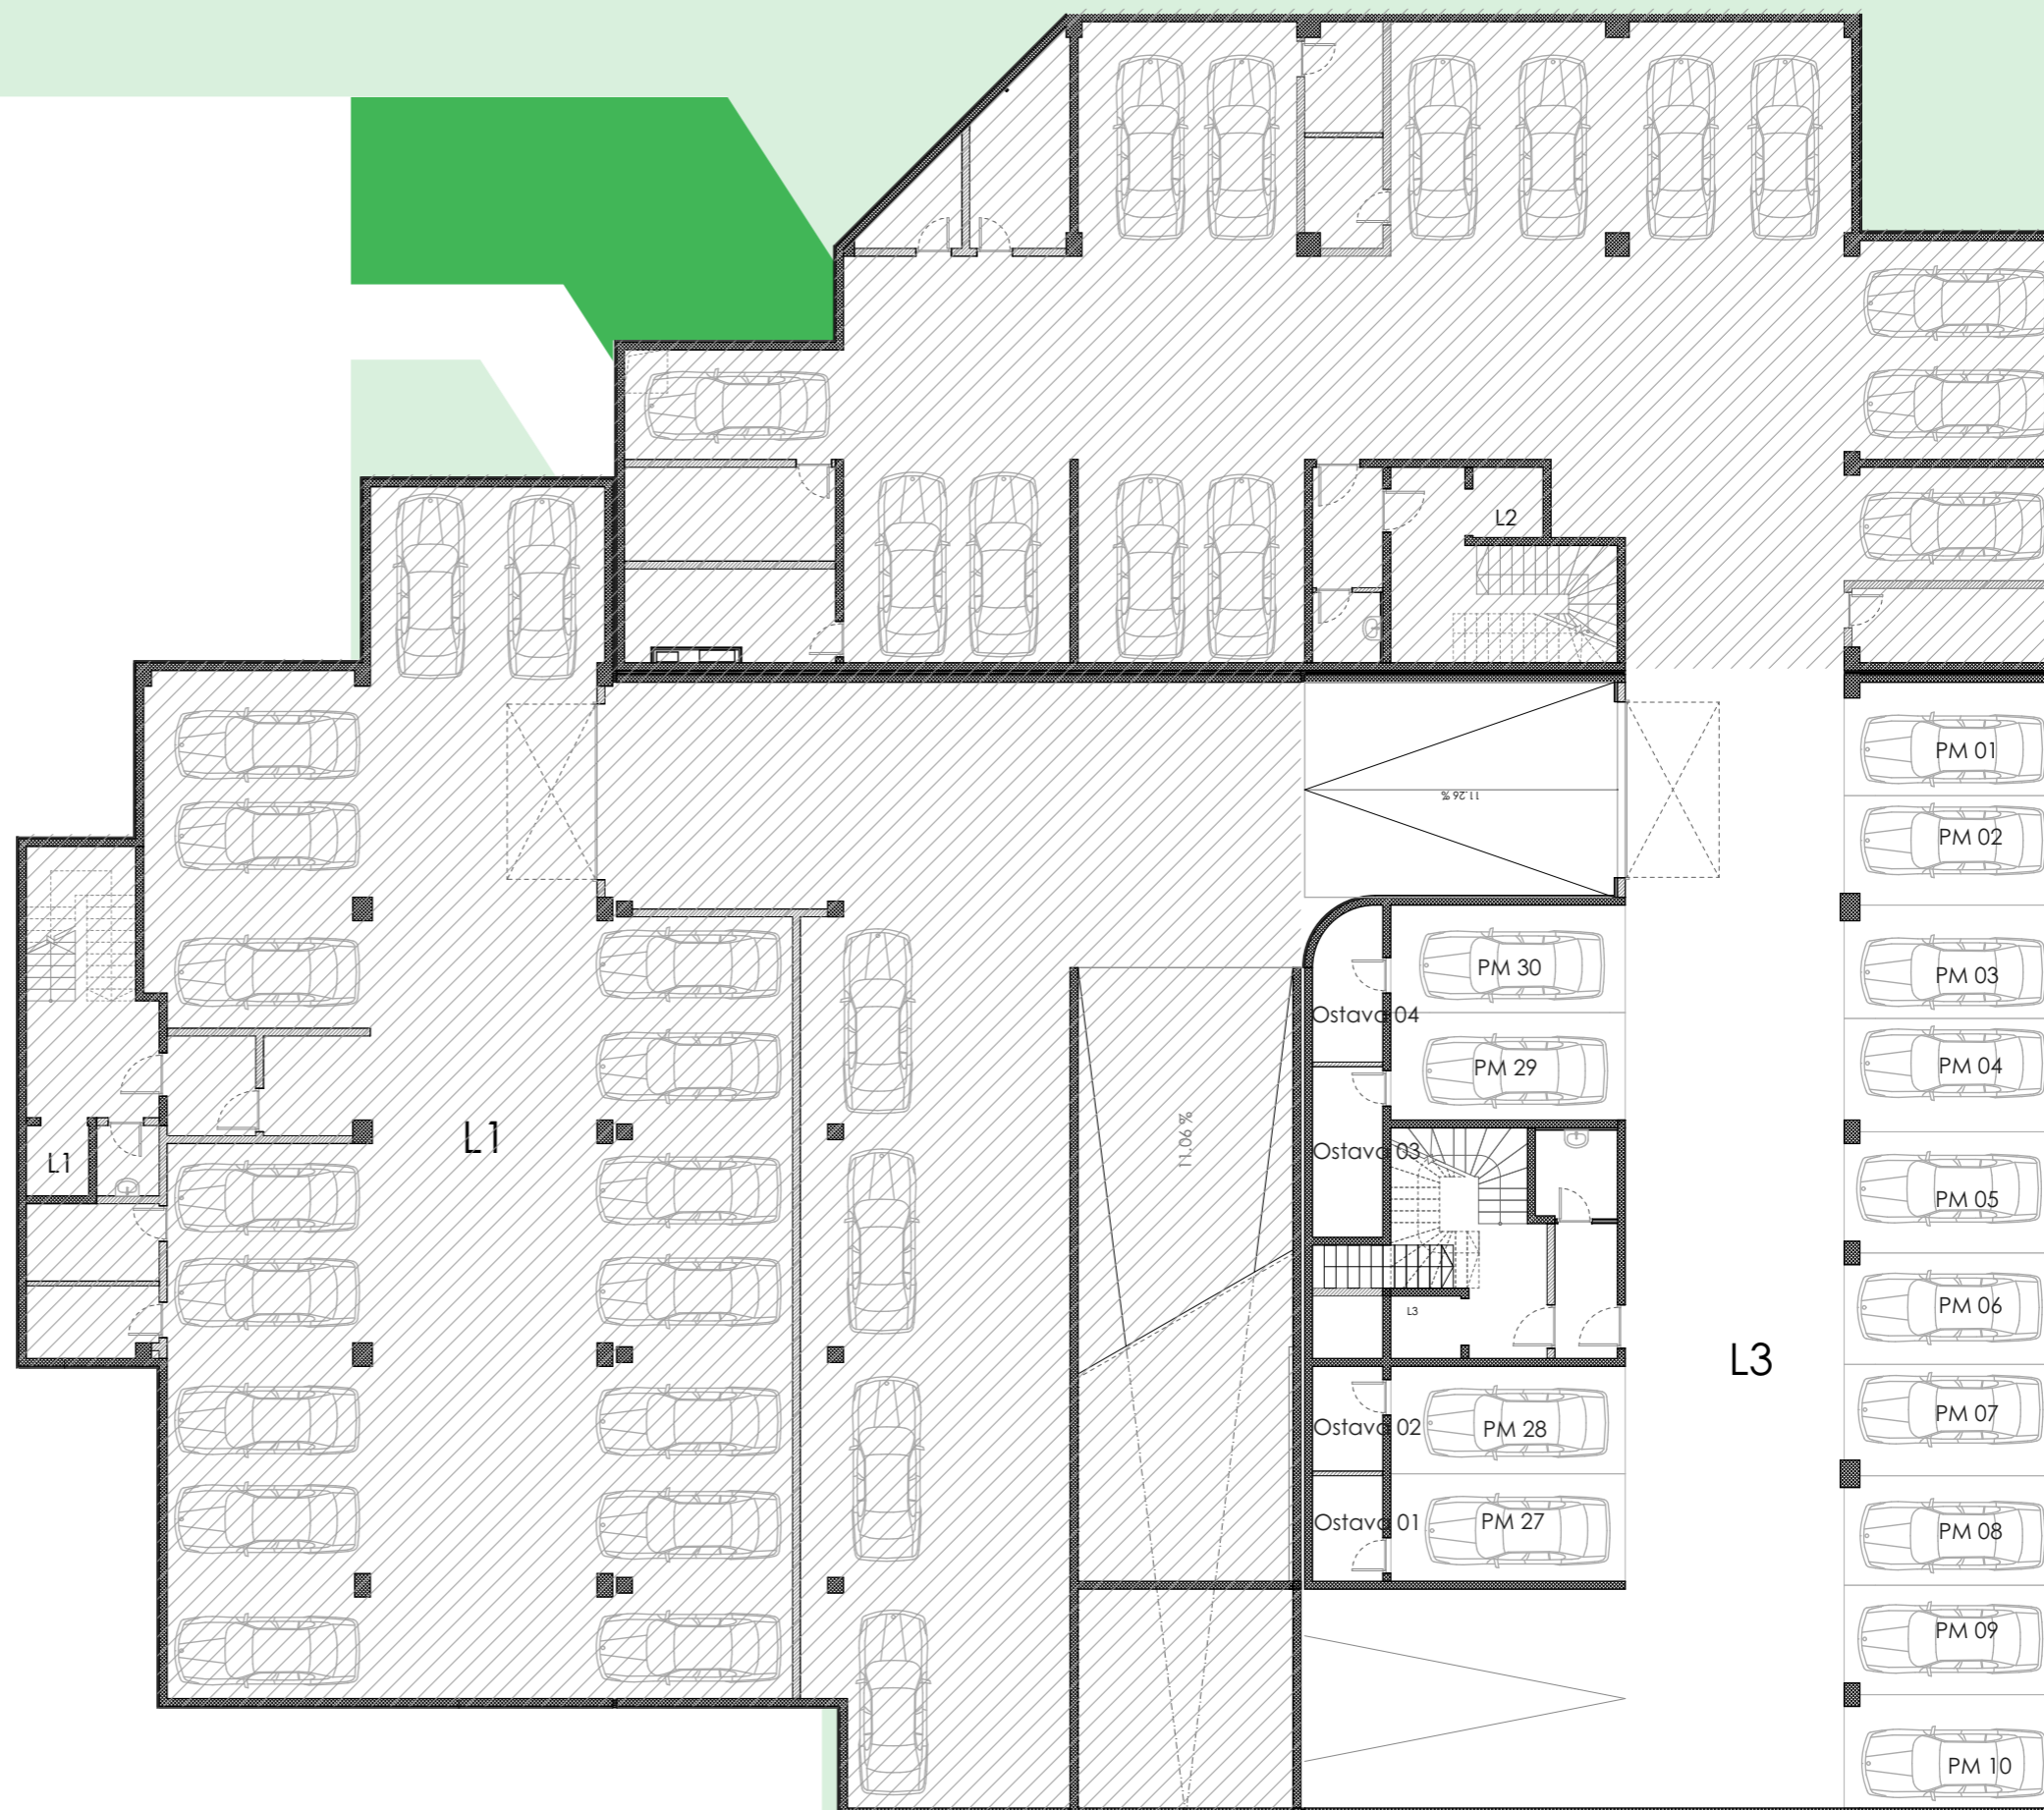 L2
PM 01
11.26 %
PM 02
PM 30
PM 03
Ostava 04
PM 29
PM 04
11.06 %
L1
L1
Ostava 03
PM 05
PM 06
L3
L3
PM 07
Ostava 02
PM 28
Ostava 01
PM 27
PM 08
PM 09
PM 10